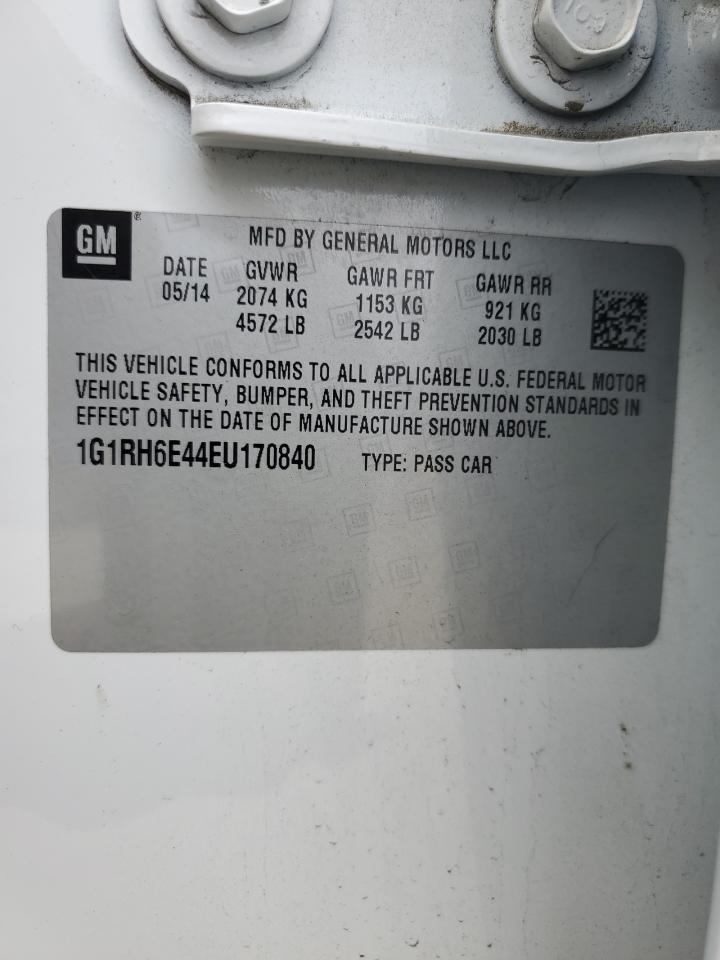 GM®
MFD BY GENERAL MOTORS LLC
DATE GVWR GAWR FRT GAWR RR
05/14 2074 KG 1153 KG 921 KG
4572 LB 2542 LB 2030 LB
THIS VEHICLE CONFORMS TO ALL APPLICABLE U.S. FEDERAL MOTOR
VEHICLE SAFETY, BUMPER, AND THEFT PREVENTION STANDARDS IN
EFFECT ON THE DATE OF MANUFACTURE SHOWN ABOVE.
1G1RH6E44EU170840 TYPE: PASS CAR